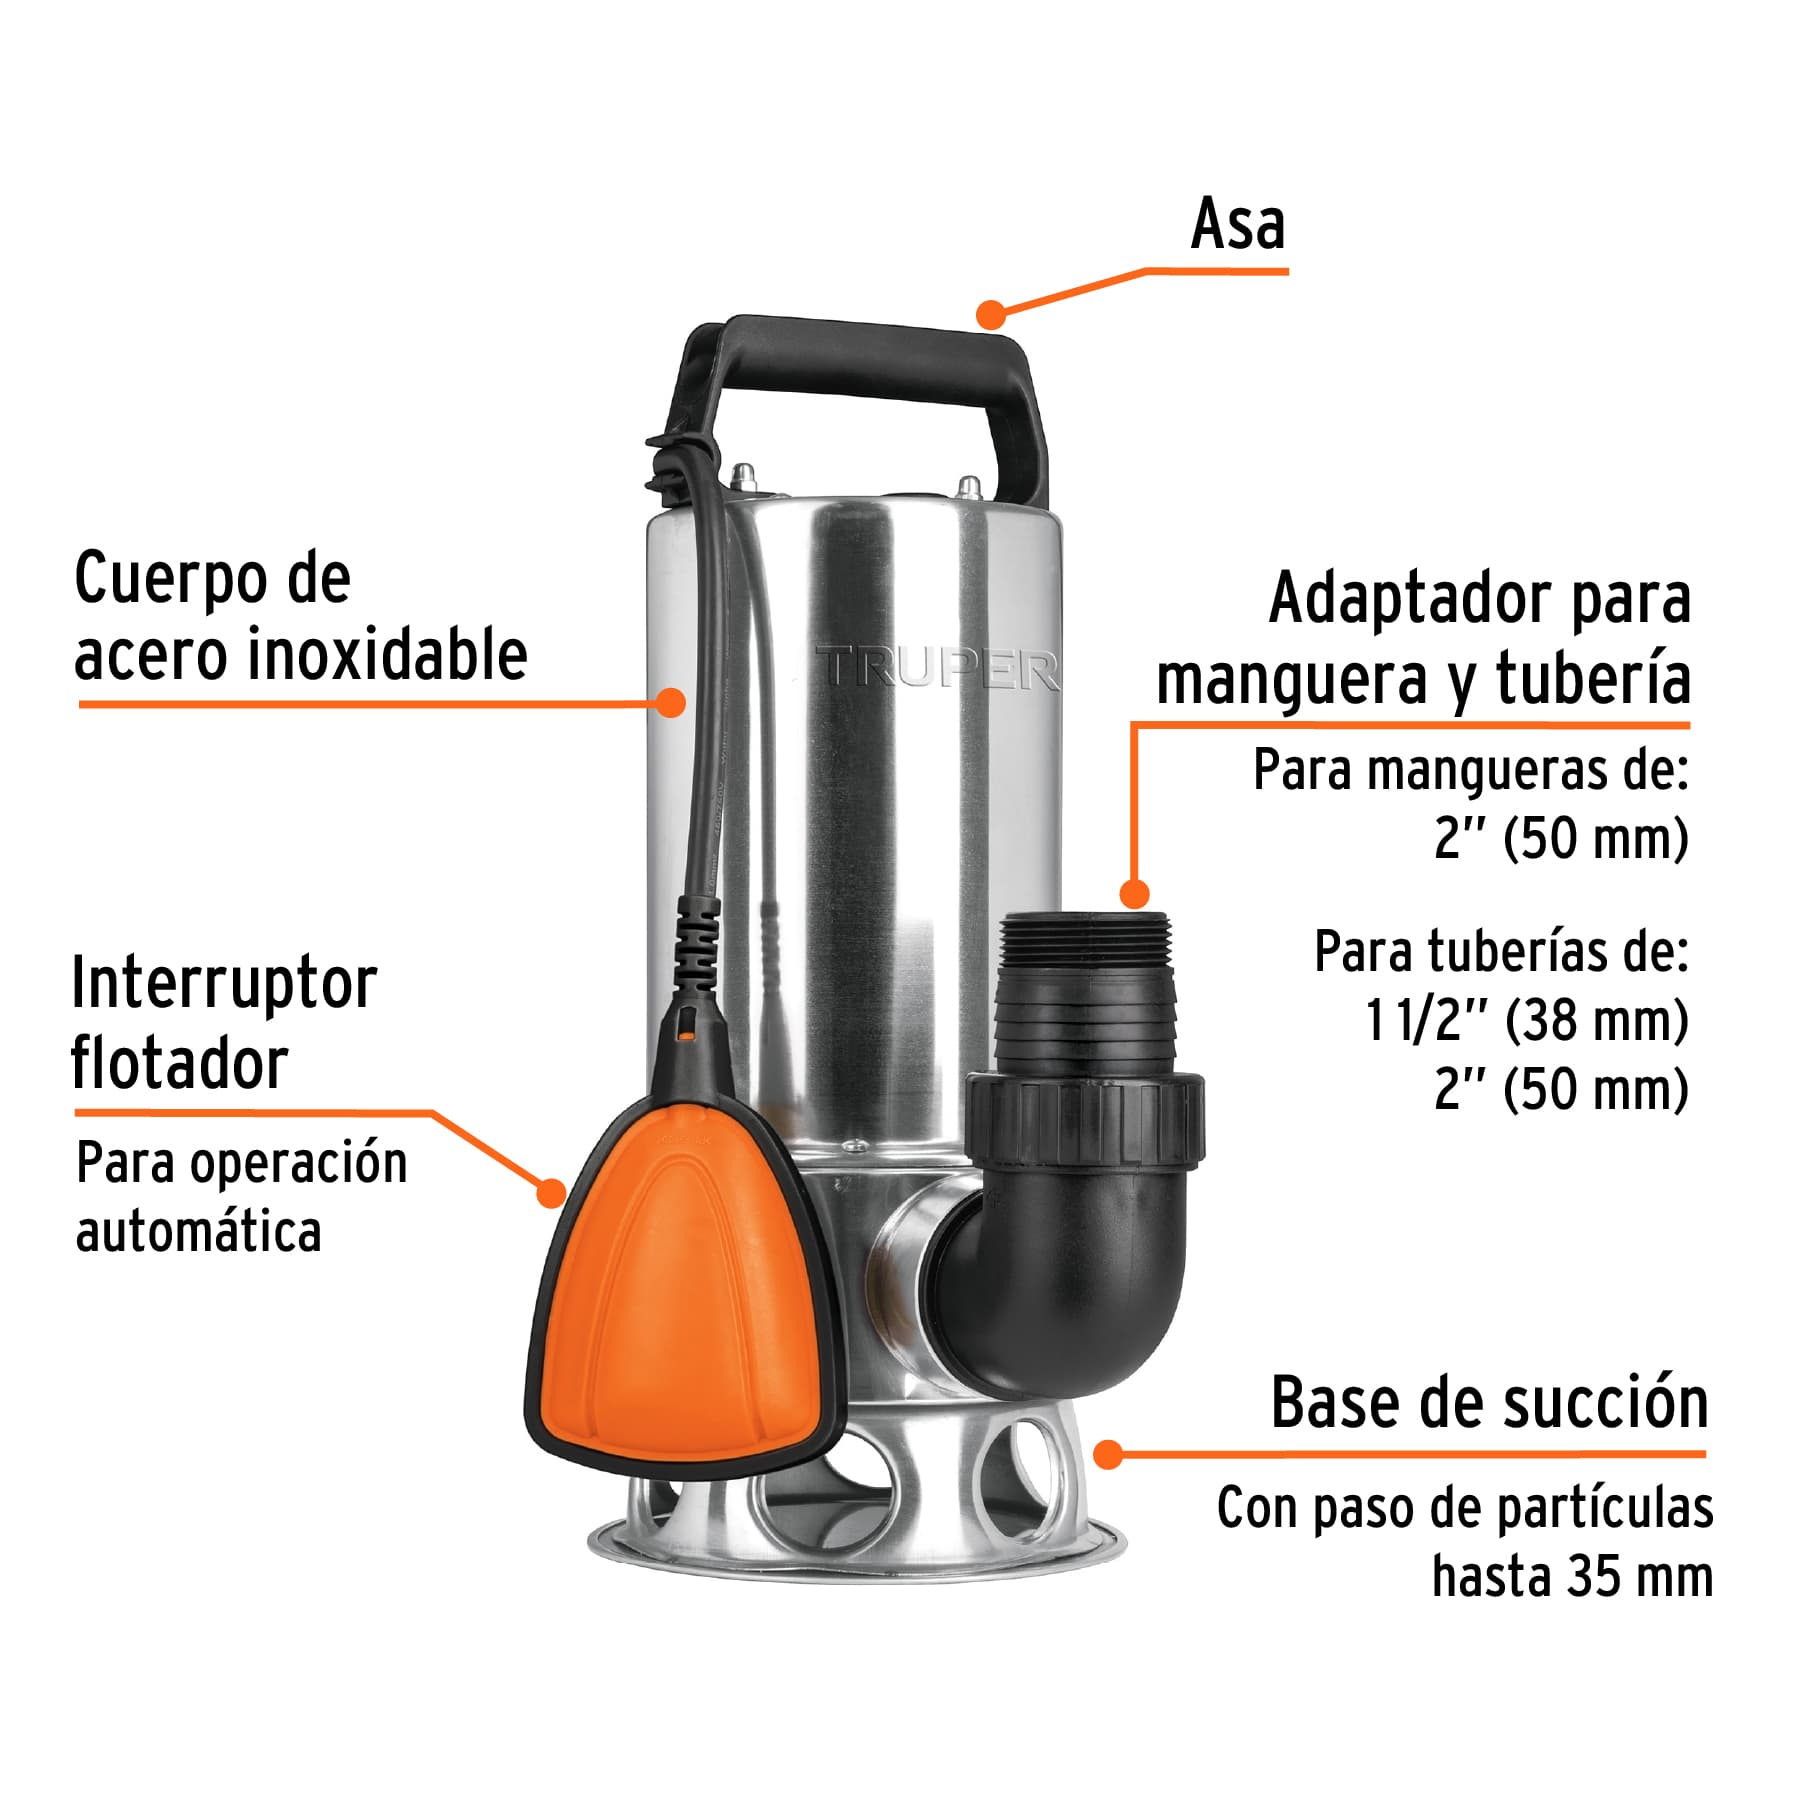 Asa
Cuerpo de
acero inoxidable
TRUPER
Adaptador para
manguera y tubería
Para mangueras de:
2" (50 mm)
Para tuberías de:
1 1/2" (38 mm)
2" (50 mm)
Interruptor
flotador
Para operación
automática
Base de succión
Con paso de partículas
hasta 35 mm